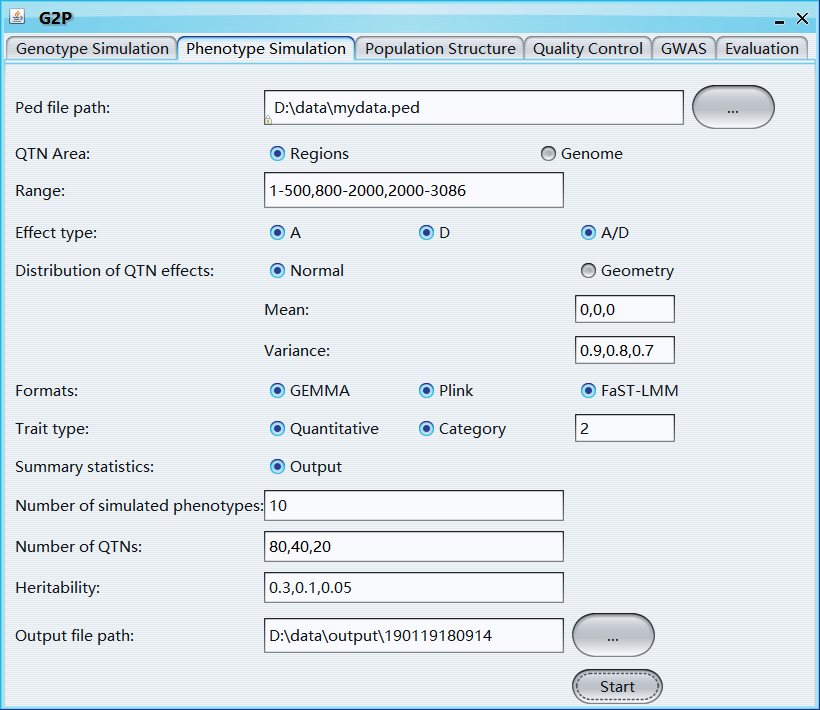 G2P
Genotype Simulation Phenotype Simulation Population Structure Quality Control GWAS Evaluation
Ped file path: D:\data\mydata.ped ...
QTN Area: Regions Genome
Range: 1-500,800-2000,2000-3086
Effect type: A D A/D
Distribution of QTN effects: Normal Geometry
Mean: 0,0,0
Variance: 0.9,0.8,0.7
Formats: GEMMA Plink FaST-LMM
Trait type: Quantitative Category 2
Summary statistics: Output
Number of simulated phenotypes: 10
Number of QTNs: 80,40,20
Heritability: 0.3,0.1,0.05
Output file path: D:\data\output\190119180914 ...
Start